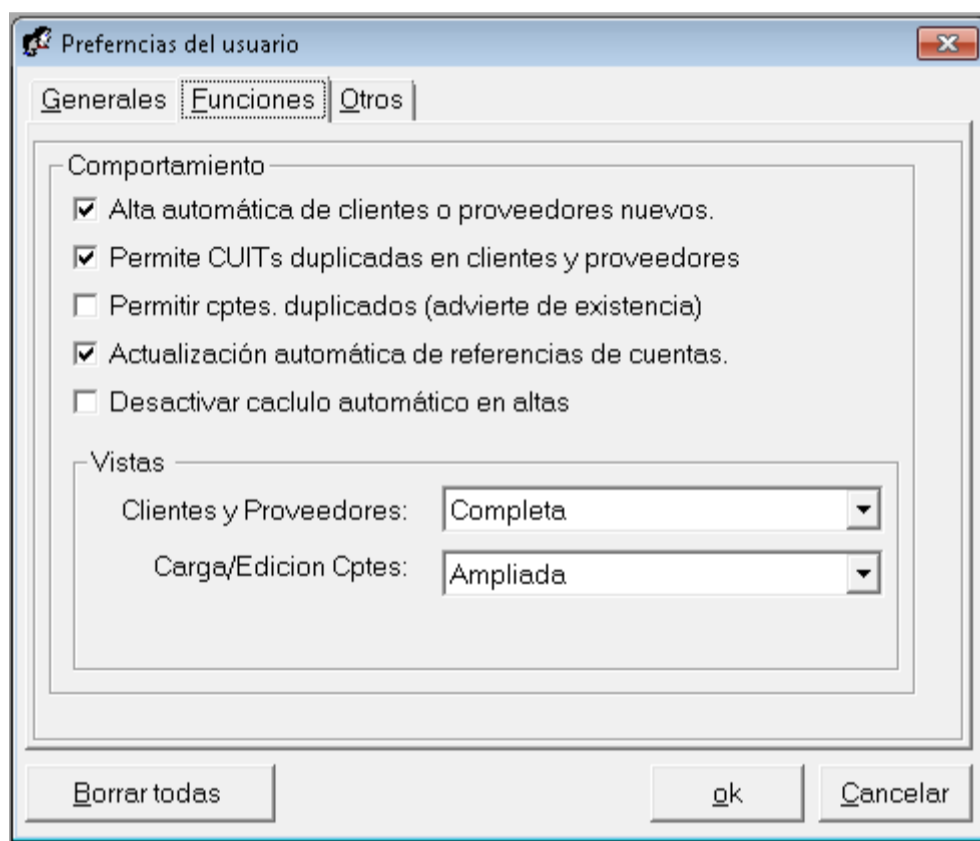 Preferncias del usuario
Generales Funciones Otros
Comportamiento
Alta automática de clientes o proveedores nuevos.
Permite CUITs duplicadas en clientes y proveedores
Permitir cptes. duplicados (advierte de existencia)
Actualización automática de referencias de cuentas.
Desactivar caclulo automático en altas
Vistas
Clientes y Proveedores: Completa
Carga/Edicion Cptes: Ampliada
Borrar todas ok Cancelar